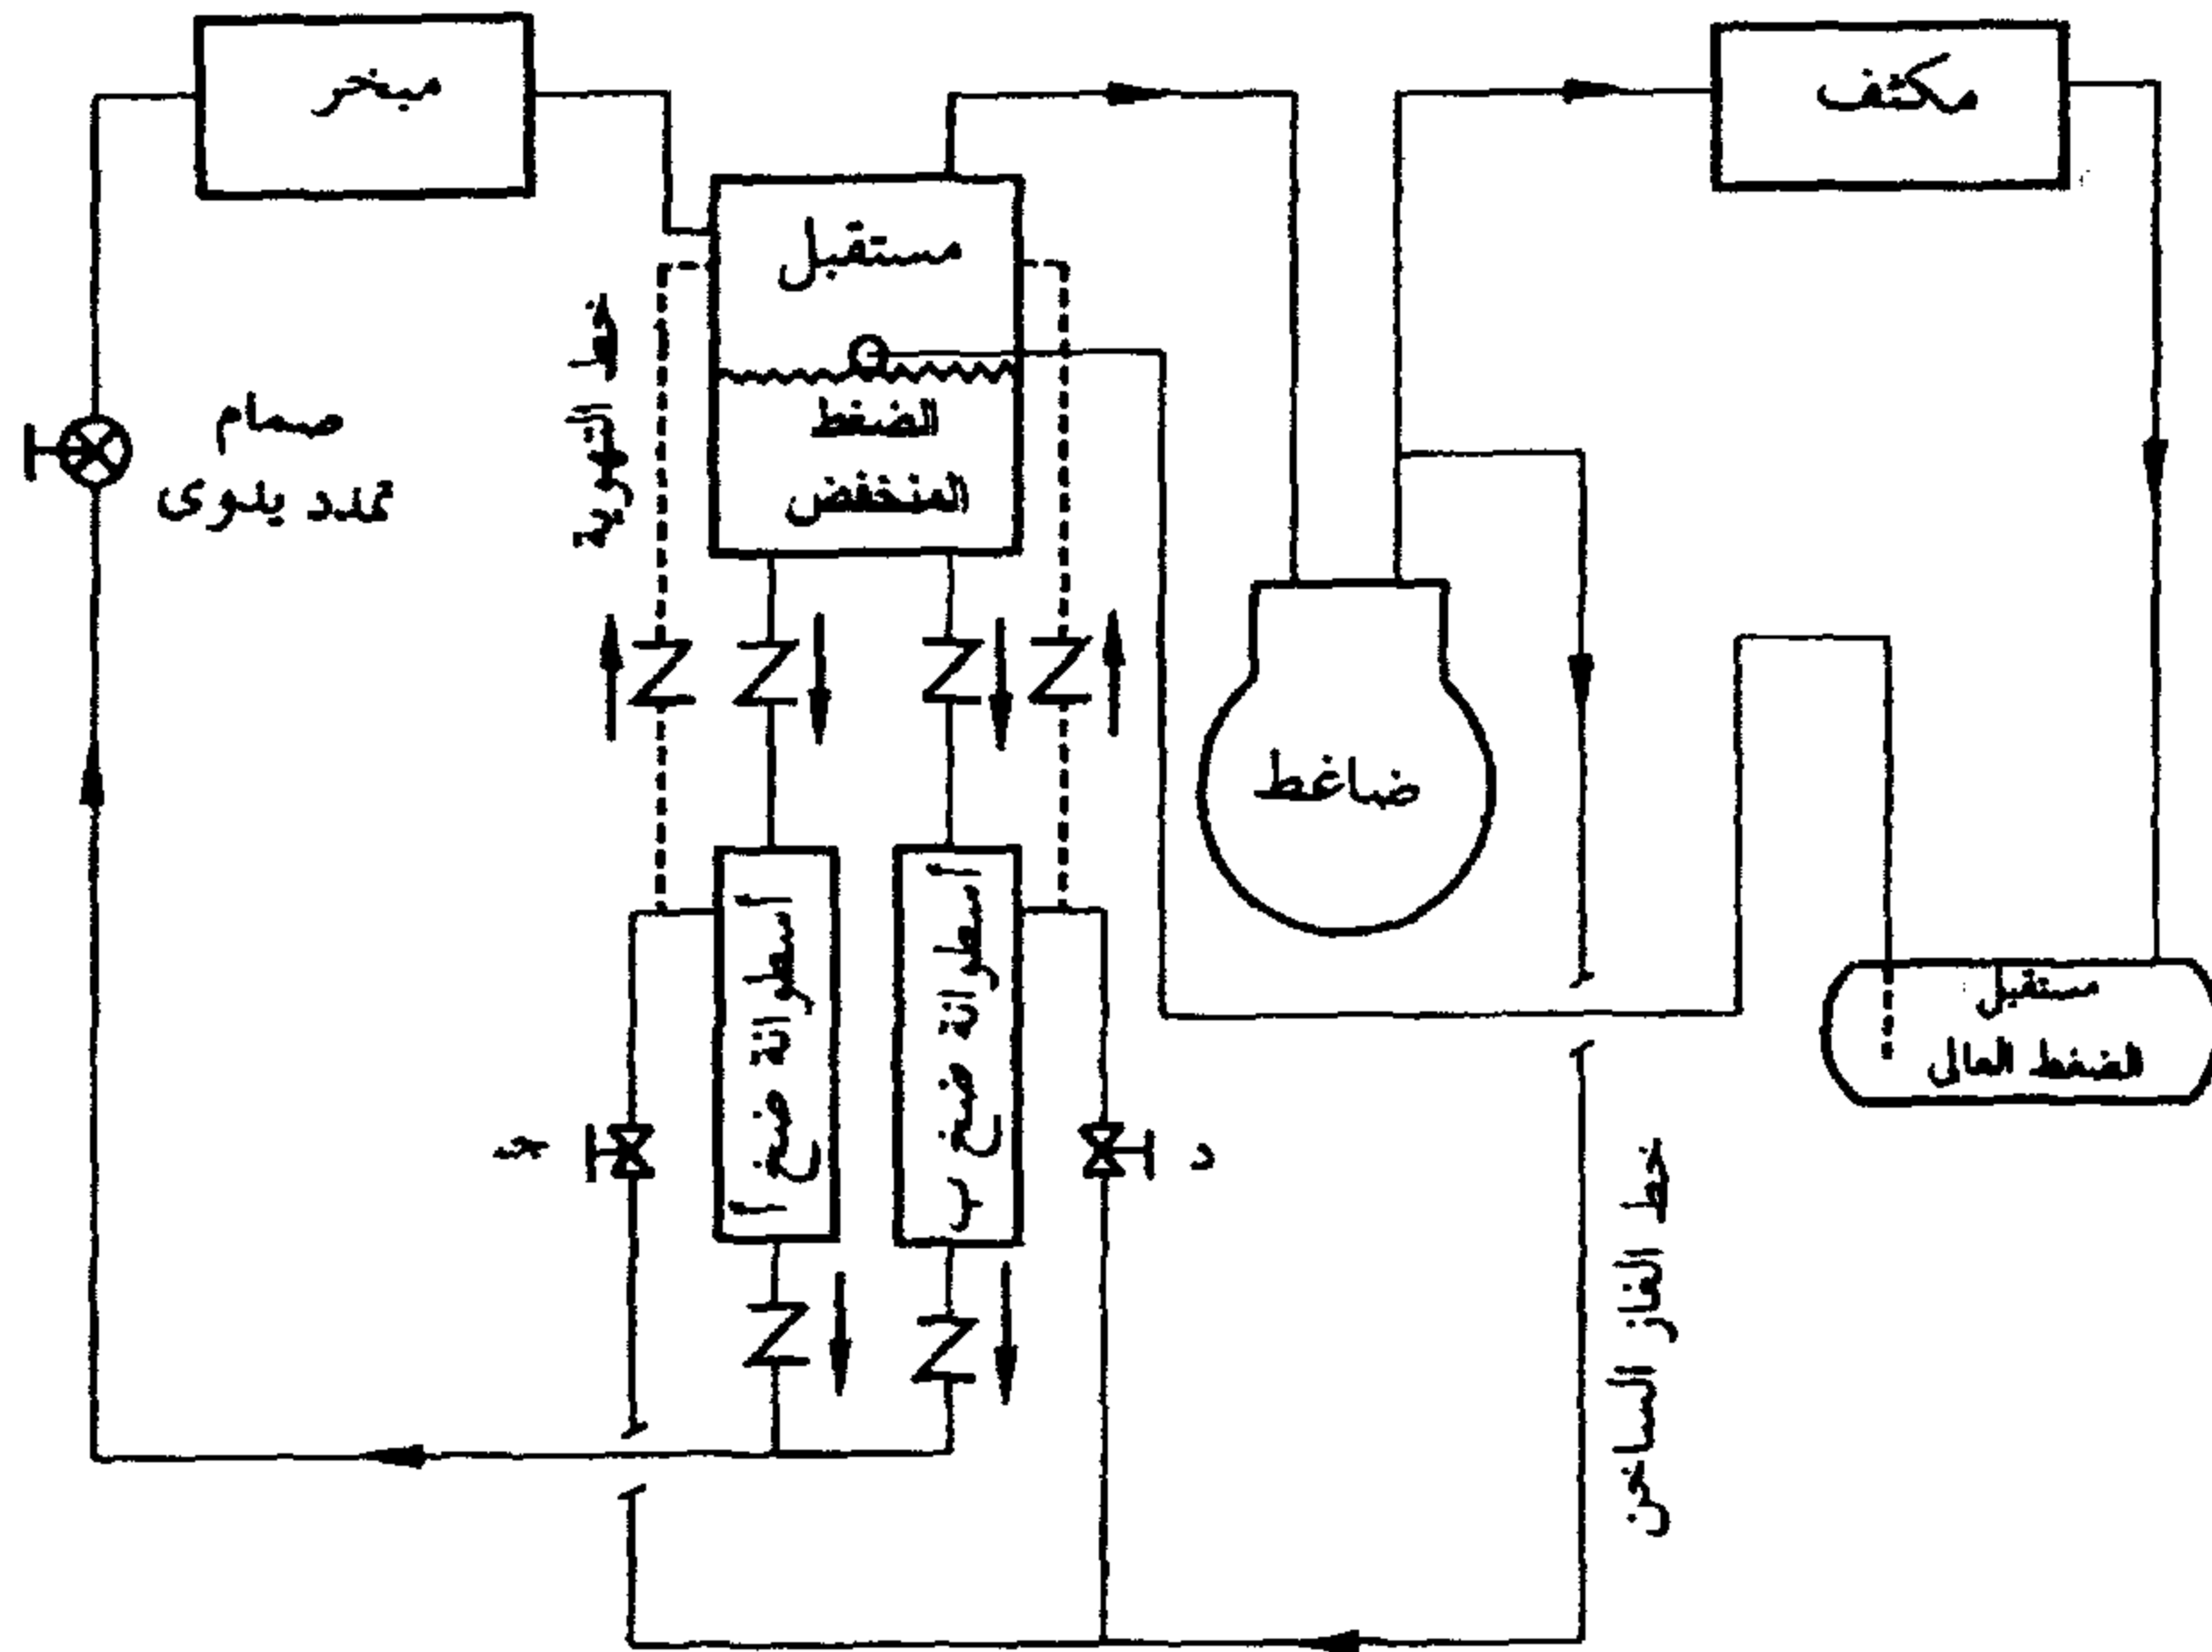 مكثف
مبخر
مستقبل
الضغط
المنخفض
خط التهوية
صمام
تمدد يدوى
ضاغط
مستقبل
الضغط العالى
اسطوانة ضخ أ
اسطوانة ضخ ب
جـ
د
خط الغاز الساخن